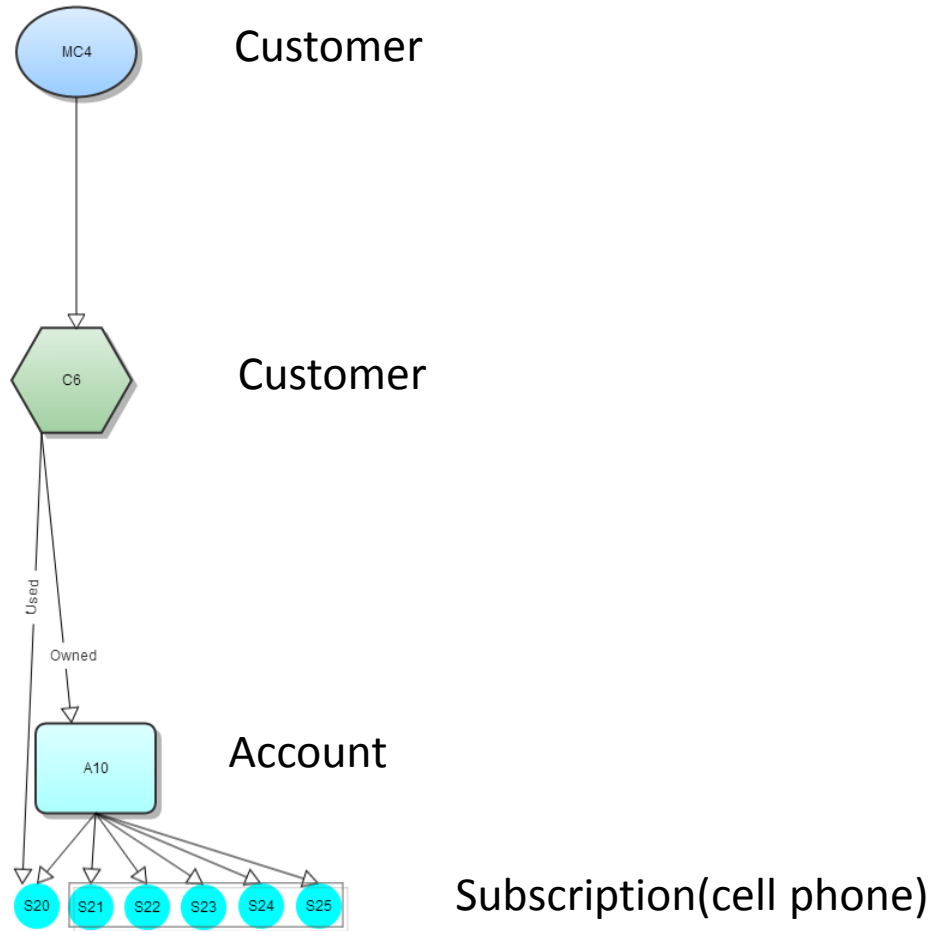 MC4 Customer
C6 Customer
Used
Owned
A10 Account
S20 S21 S22 S23 S24 S25 Subscription(cell phone)